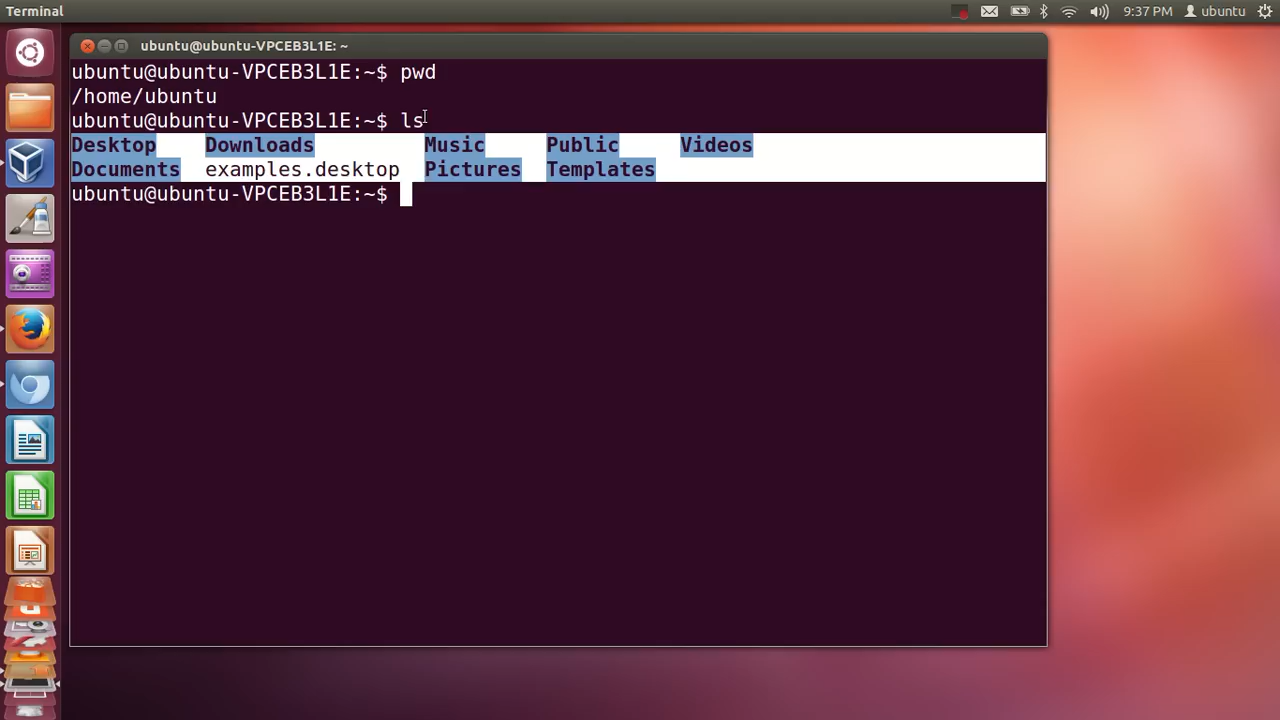 Terminal 9:37 PM ubuntu
ubuntu@ubuntu-VPCEB3L1E: ~
ubuntu@ubuntu-VPCEB3L1E:~$ pwd
/home/ubuntu
ubuntu@ubuntu-VPCEB3L1E:~$ ls
Desktop Downloads Music Public Videos
Documents examples.desktop Pictures Templates
ubuntu@ubuntu-VPCEB3L1E:~$